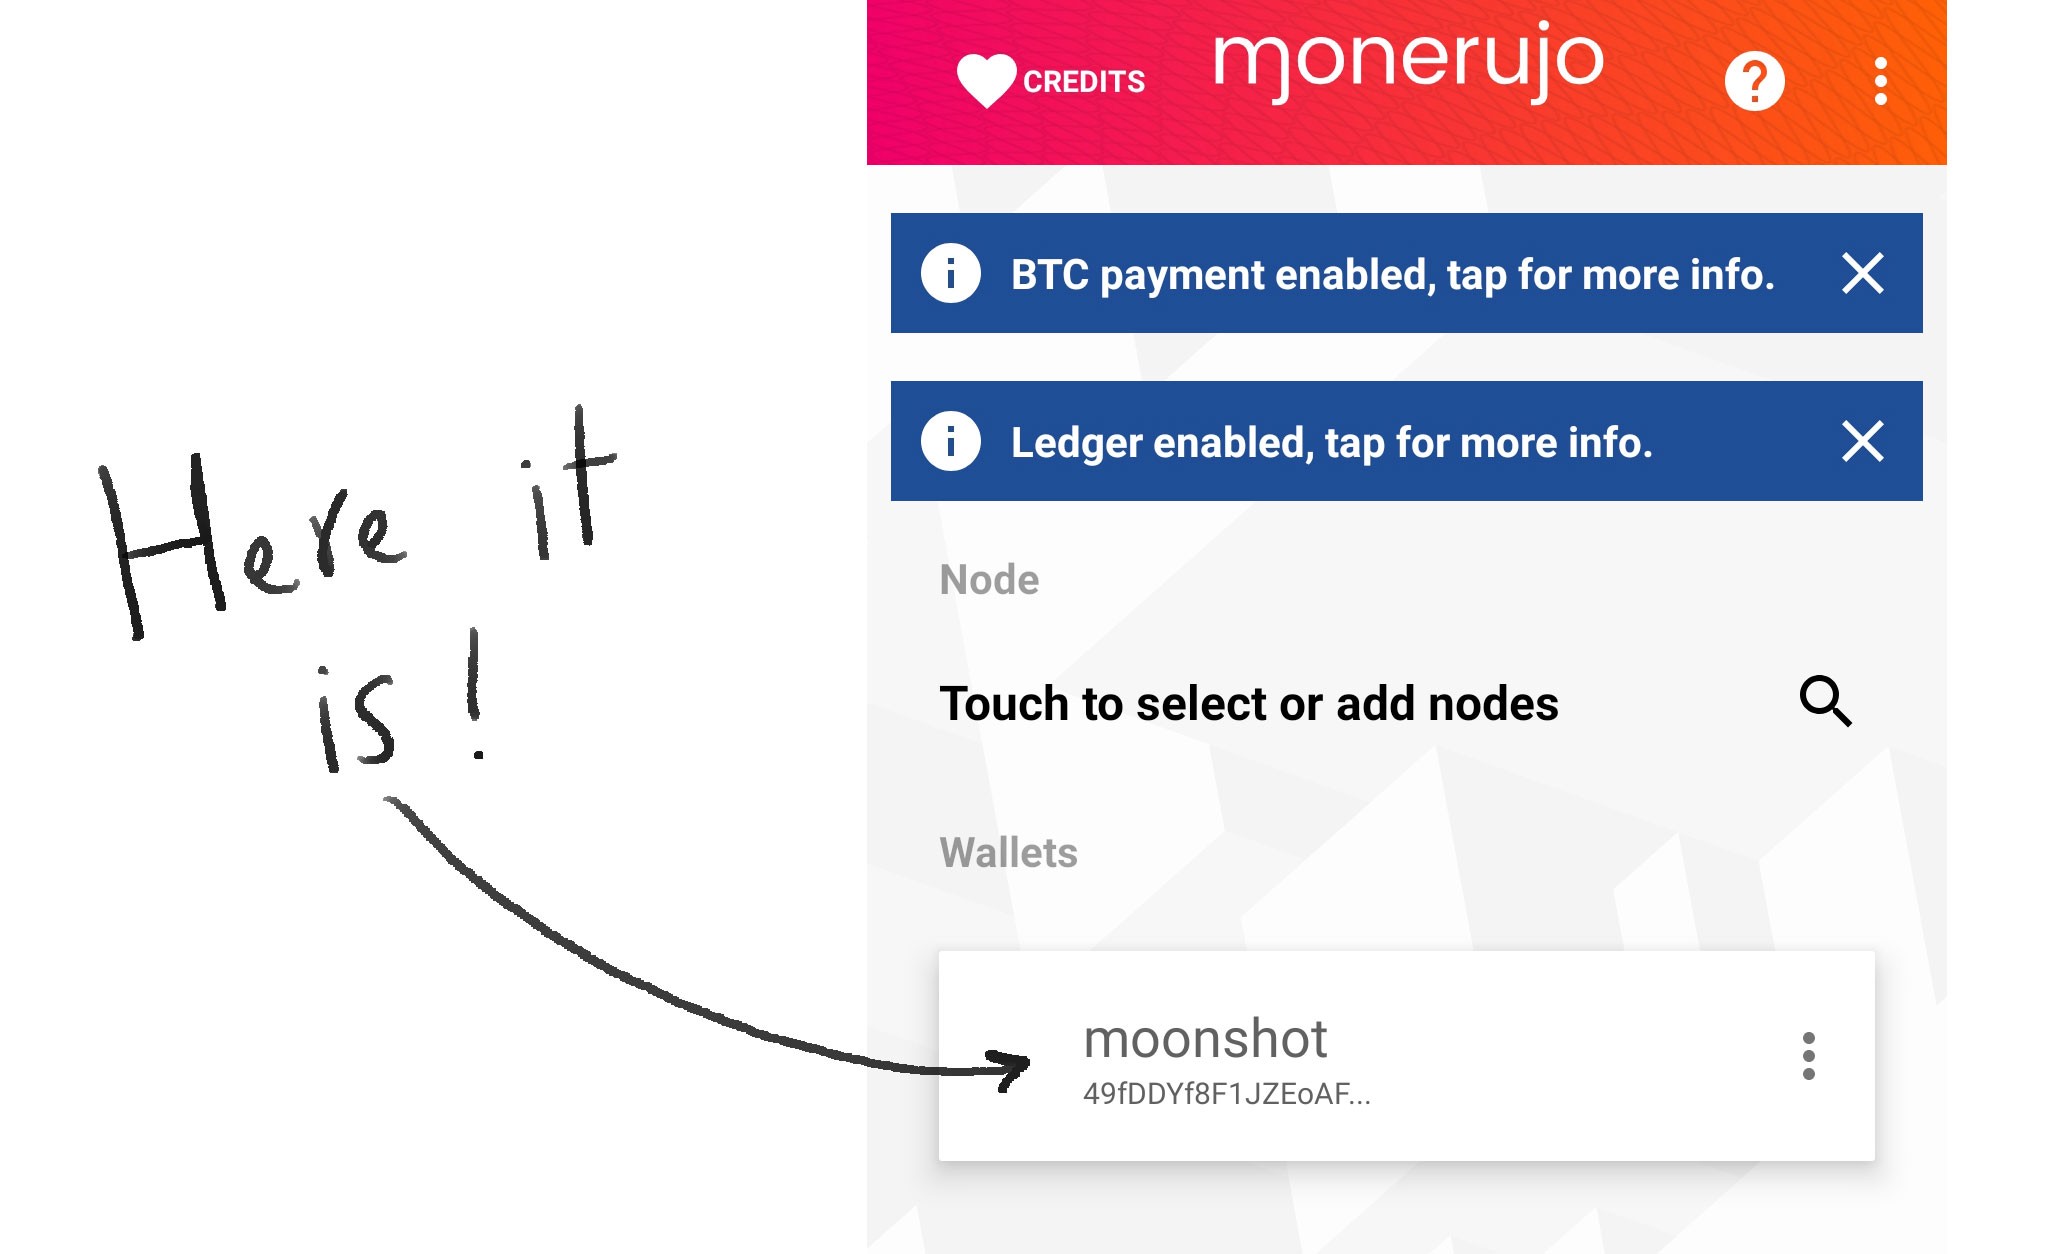 CREDITS monerujo
BTC payment enabled, tap for more info.
Ledger enabled, tap for more info.
Here it
is!
Node
Touch to select or add nodes
Wallets
moonshot
49fDDYf8F1JZEoAF...